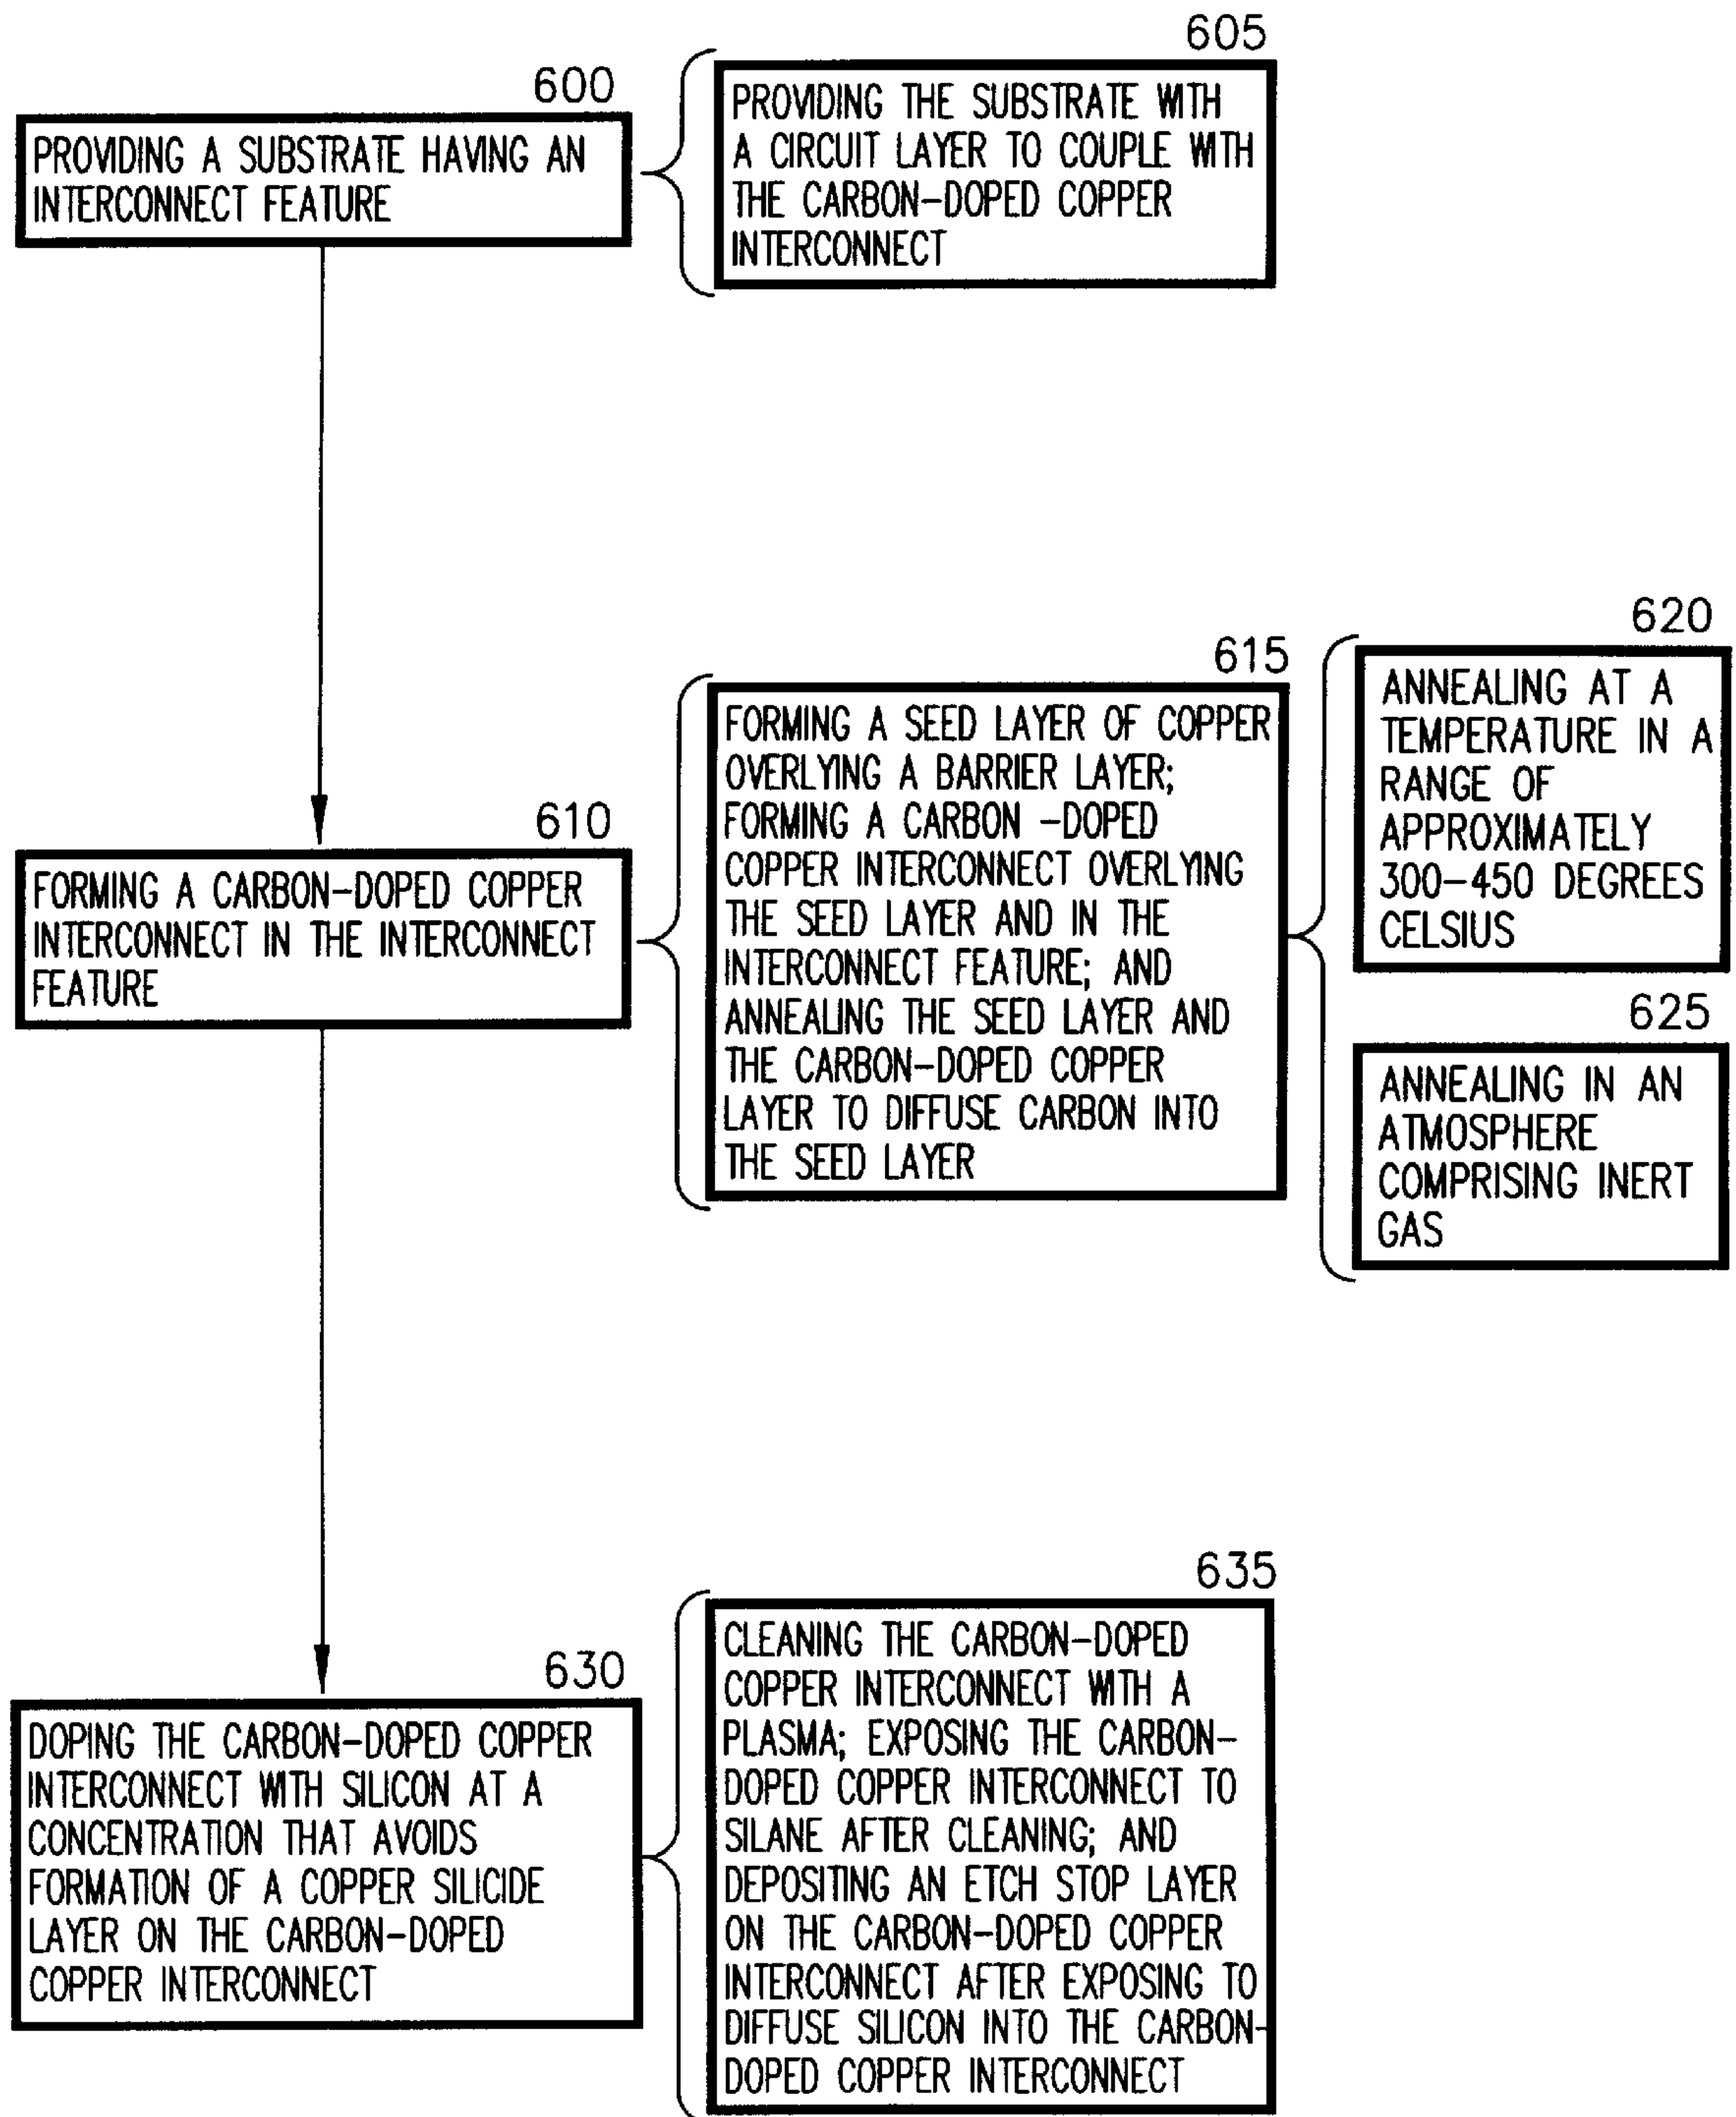 600
PROVIDING A SUBSTRATE HAVING AN
INTERCONNECT FEATURE
605
PROVIDING THE SUBSTRATE WITH
A CIRCUIT LAYER TO COUPLE WITH
THE CARBON-DOPED COPPER
INTERCONNECT
610
FORMING A CARBON-DOPED COPPER
INTERCONNECT IN THE INTERCONNECT
FEATURE
615
FORMING A SEED LAYER OF COPPER
OVERLYING A BARRIER LAYER;
FORMING A CARBON -DOPED
COPPER INTERCONNECT OVERLYING
THE SEED LAYER AND IN THE
INTERCONNECT FEATURE; AND
ANNEALING THE SEED LAYER AND
THE CARBON-DOPED COPPER
LAYER TO DIFFUSE CARBON INTO
THE SEED LAYER
620
ANNEALING AT A
TEMPERATURE IN A
RANGE OF
APPROXIMATELY
300-450 DEGREES
CELSIUS
625
ANNEALING IN AN
ATMOSPHERE
COMPRISING INERT
GAS
630
DOPING THE CARBON-DOPED COPPER
INTERCONNECT WITH SILICON AT A
CONCENTRATION THAT AVOIDS
FORMATION OF A COPPER SILICIDE
LAYER ON THE CARBON-DOPED
COPPER INTERCONNECT
635
CLEANING THE CARBON-DOPED
COPPER INTERCONNECT WITH A
PLASMA; EXPOSING THE CARBON-
DOPED COPPER INTERCONNECT TO
SILANE AFTER CLEANING; AND
DEPOSITING AN ETCH STOP LAYER
ON THE CARBON-DOPED COPPER
INTERCONNECT AFTER EXPOSING TO
DIFFUSE SILICON INTO THE CARBON-
DOPED COPPER INTERCONNECT